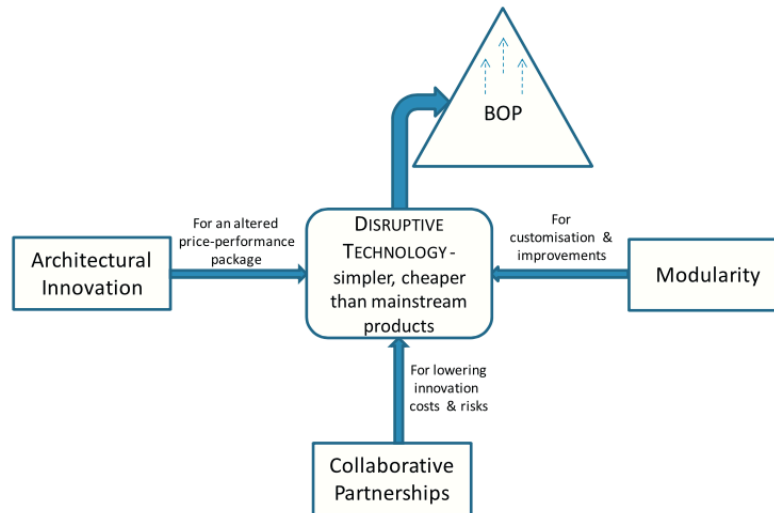 BOP
For an altered
price-performance
package
DISRUPTIVE
TECHNOLOGY -
simpler, cheaper
than mainstream
products
For
customisation &
improvements
Architectural
Innovation
Modularity
For lowering
innovation
costs & risks
Collaborative
Partnerships